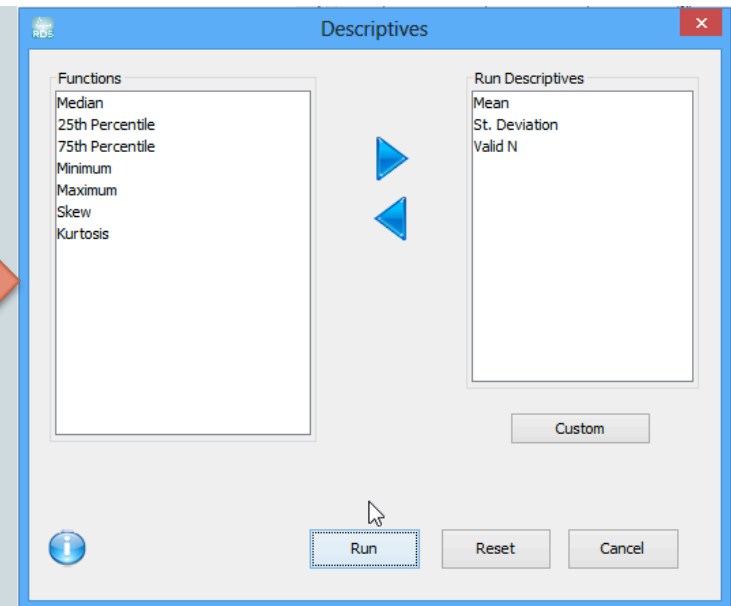 RDS
Descriptives
Functions
Median
25th Percentile
75th Percentile
Minimum
Maximum
Skew
Kurtosis
Run Descriptives
Mean
St. Deviation
Valid N
Custom
Run
Reset
Cancel